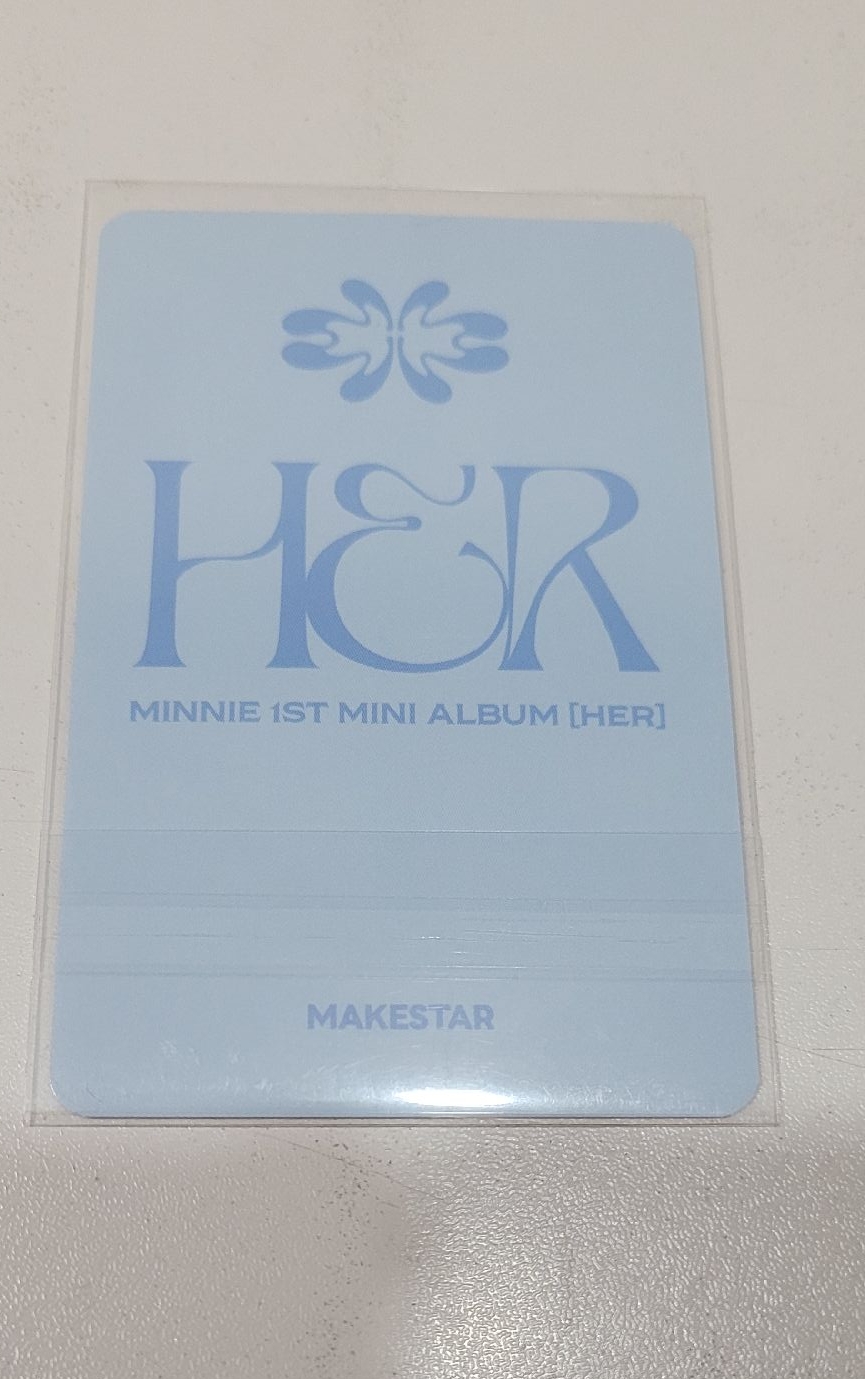 HER
MINNIE 1ST MINI ALBUM [HER]
MAKESTAR